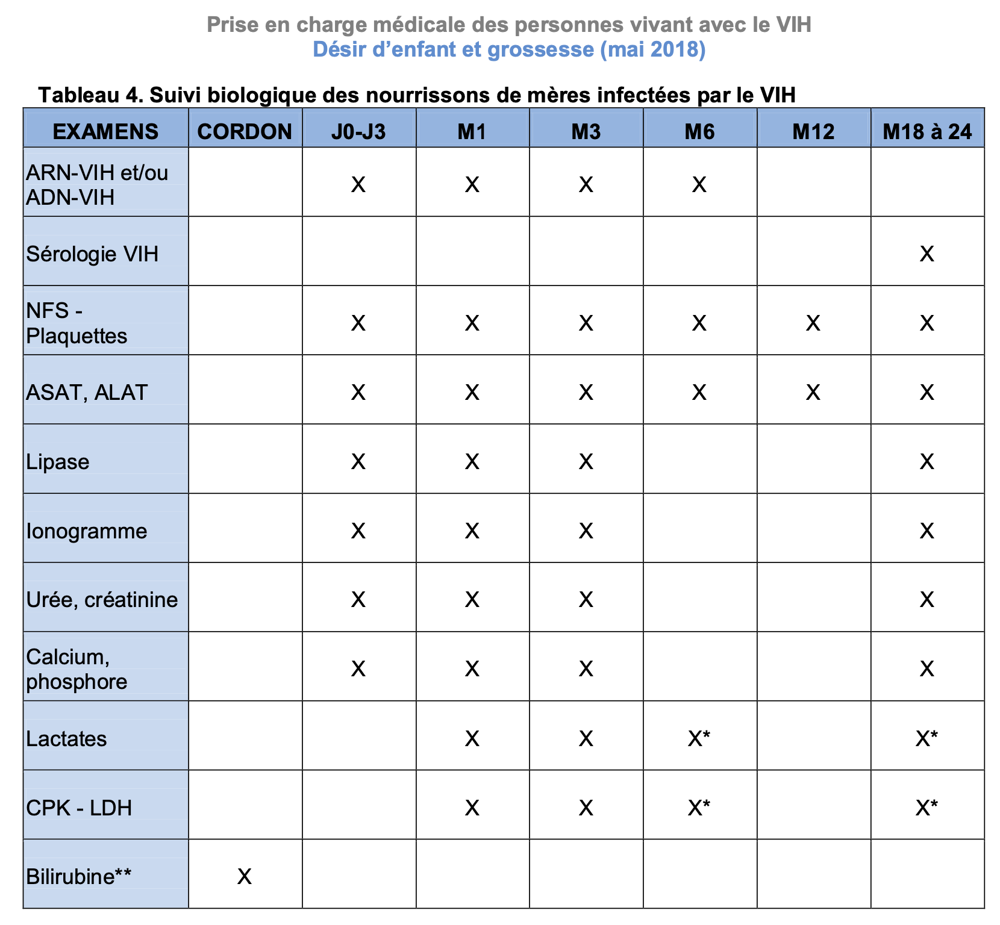 Prise en charge médicale des personnes vivant avec le VIH
Désir d’enfant et grossesse (mai 2018)
Tableau 4. Suivi biologique des nourrissons de mères infectées par le VIH
EXAMENS CORDON J0-J3 M1 M3 M6 M12 M18 à 24
ARN-VIH et/ou
ADN-VIH
X X X X
Sérologie VIH X
NFS -
Plaquettes
X X X X X X
ASAT, ALAT X X X X X X
Lipase X X X X
Ionogramme X X X X
Urée, créatinine X X X X
Calcium,
phosphore
X X X X
Lactates X X X* X*
CPK - LDH X X X* X*
Bilirubine** X